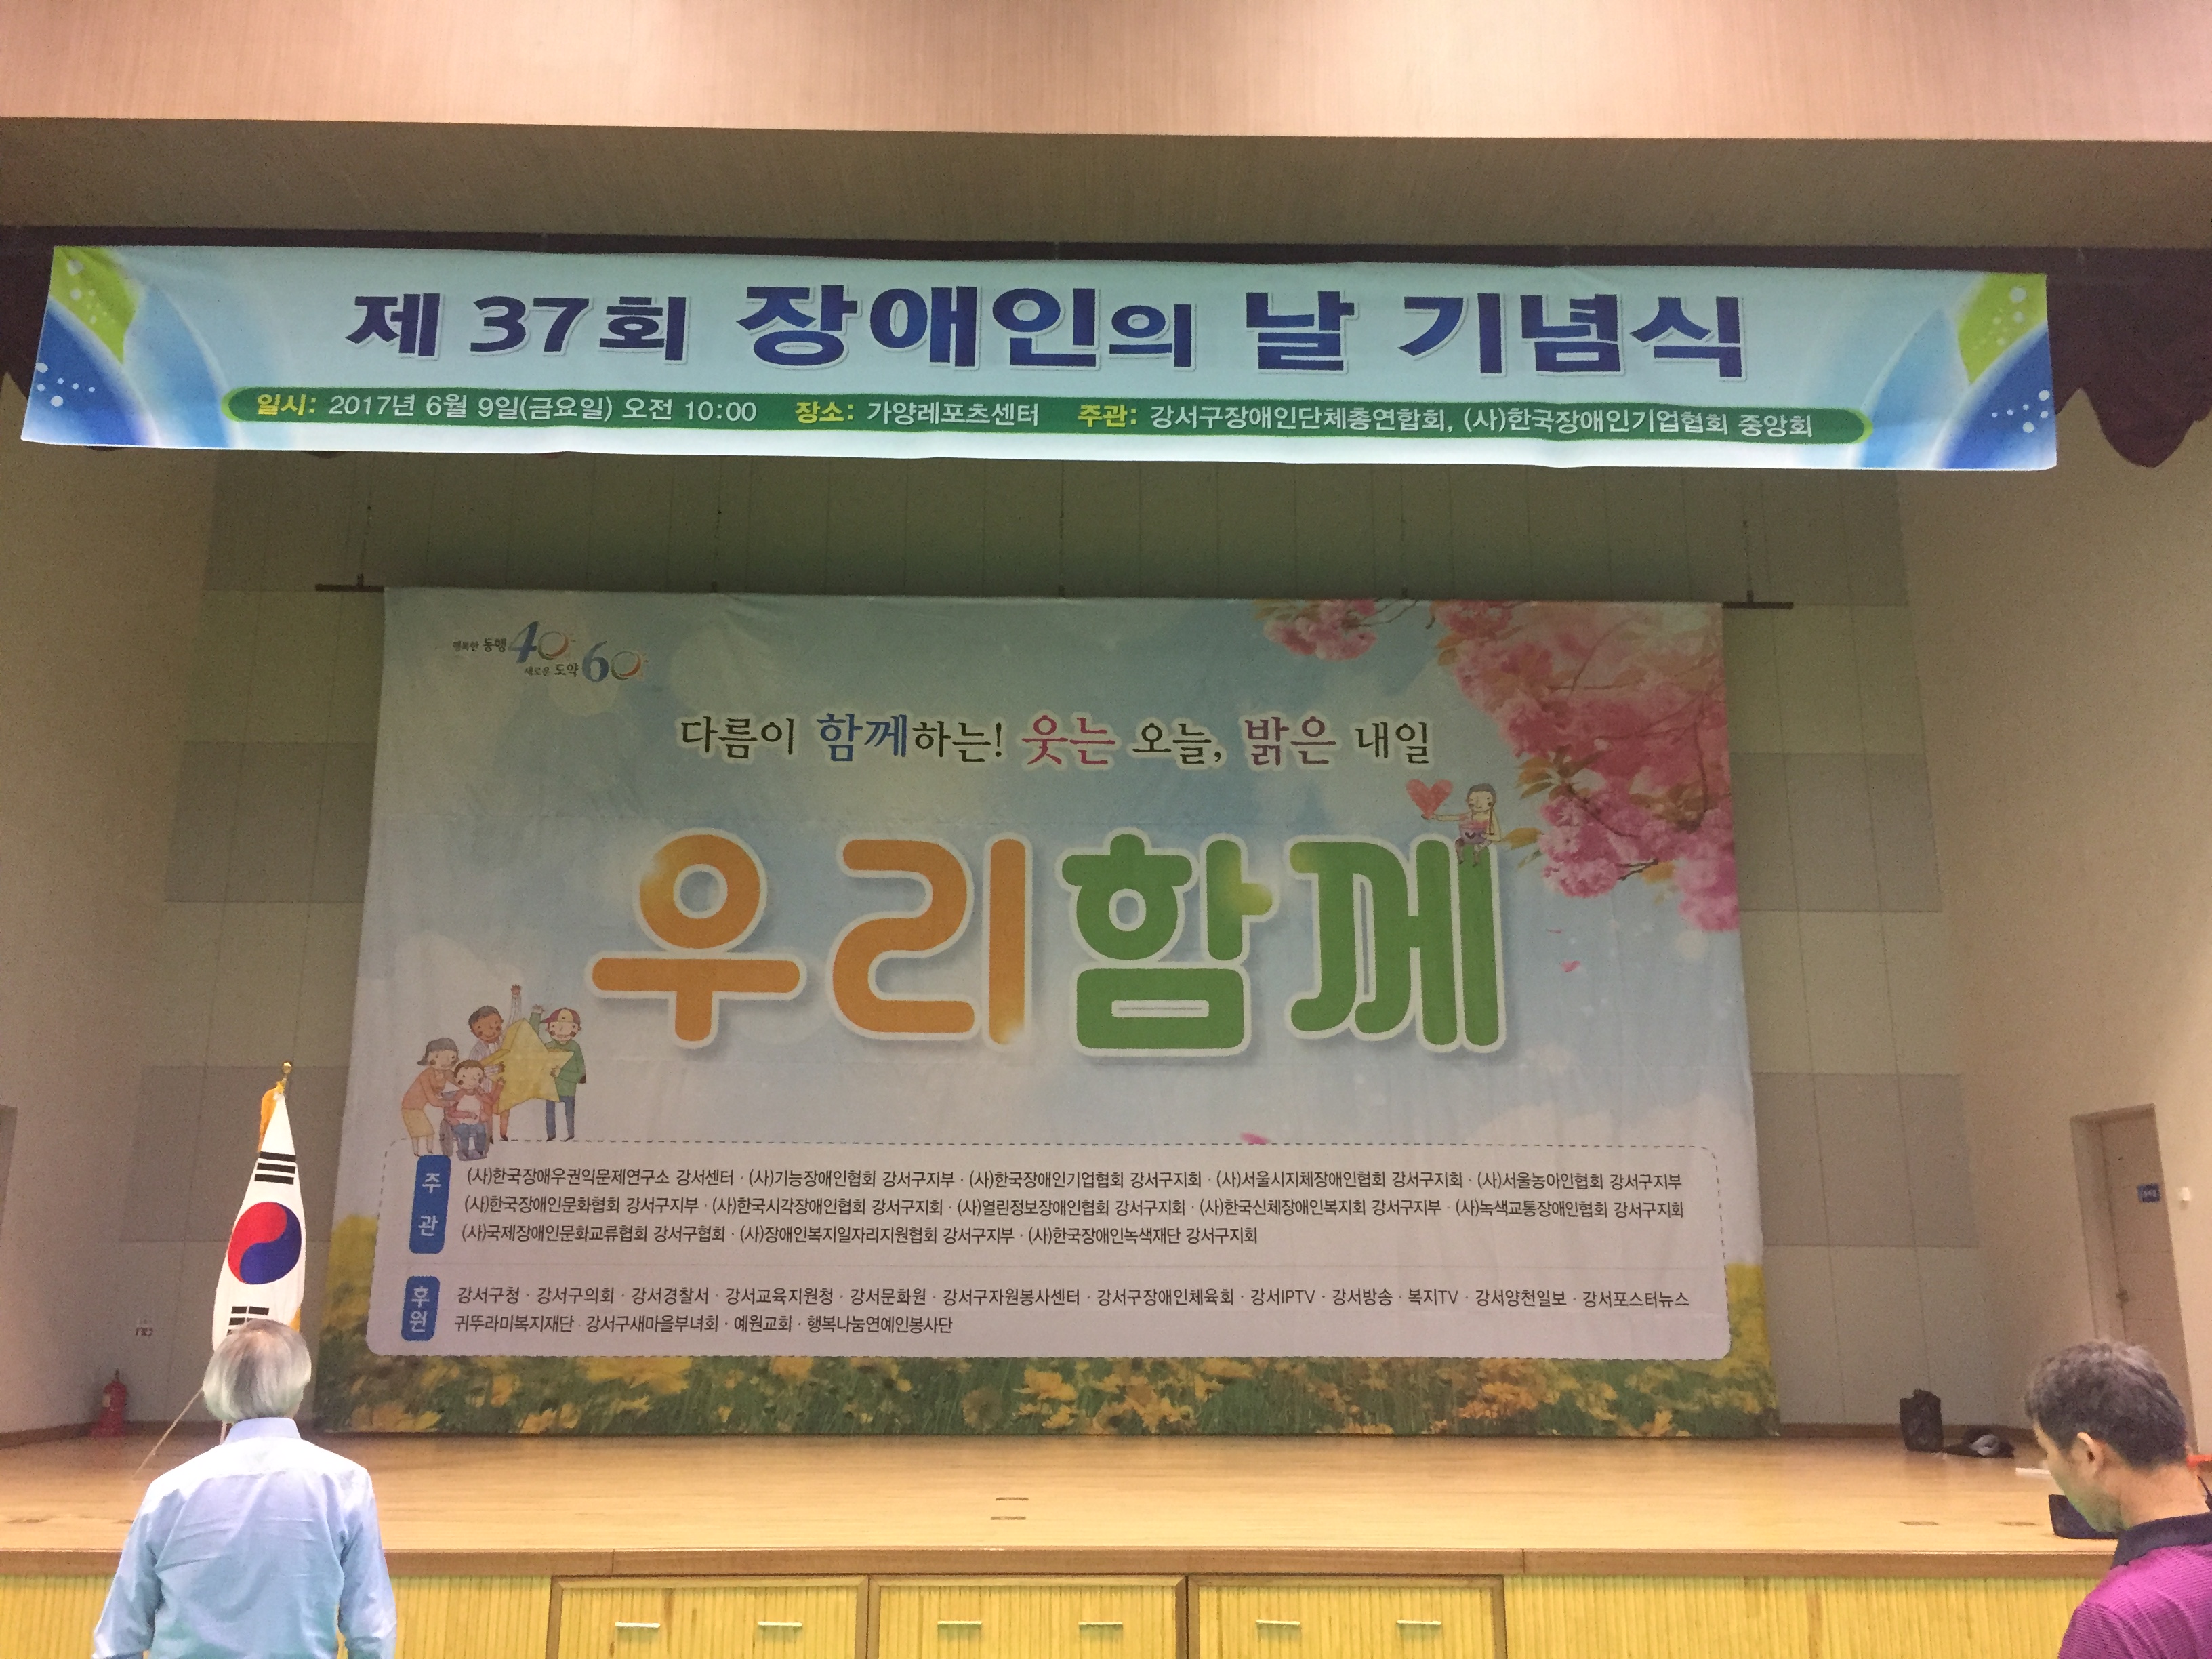 제 37회 장애인의 날 기념식
일시: 2017년 6월 9일(금요일) 오전 10:00 장소: 가양레포츠센터 주관: 강서구장애인단체총연합회, (사)한국장애인기업협회 중앙회
행복한 동행 40
새로운 도약 60
다름이 함께하는! 웃는 오늘, 밝은 내일
우리함께
주관
(사)한국장애우권익문제연구소 강서센터 · (사)기능장애인협회 강서구지부 · (사)한국장애인기업협회 강서구지회 · (사)서울시지체장애인협회 강서구지회 · (사)서울농아인협회 강서구지부
(사)한국장애인문화협회 강서구지부 · (사)한국시각장애인협회 강서구지회 · (사)열린정보장애인협회 강서구지회 · (사)한국신체장애인복지회 강서구지부 · (사)녹색교통장애인협회 강서구지회
(사)국제장애인문화교류협회 강서구협회 · (사)장애인복지일자리지원협회 강서구지부 · (사)한국장애인녹색재단 강서구지회
후원
강서구청 · 강서구의회 · 강서경찰서 · 강서교육지원청 · 강서문화원 · 강서구자원봉사센터 · 강서구장애인체육회 · 강서IPTV · 강서방송 · 복지TV · 강서양천일보 · 강서포스터뉴스
귀뚜라미복지재단 · 강서구새마을부녀회 · 예원교회 · 행복나눔연예인봉사단